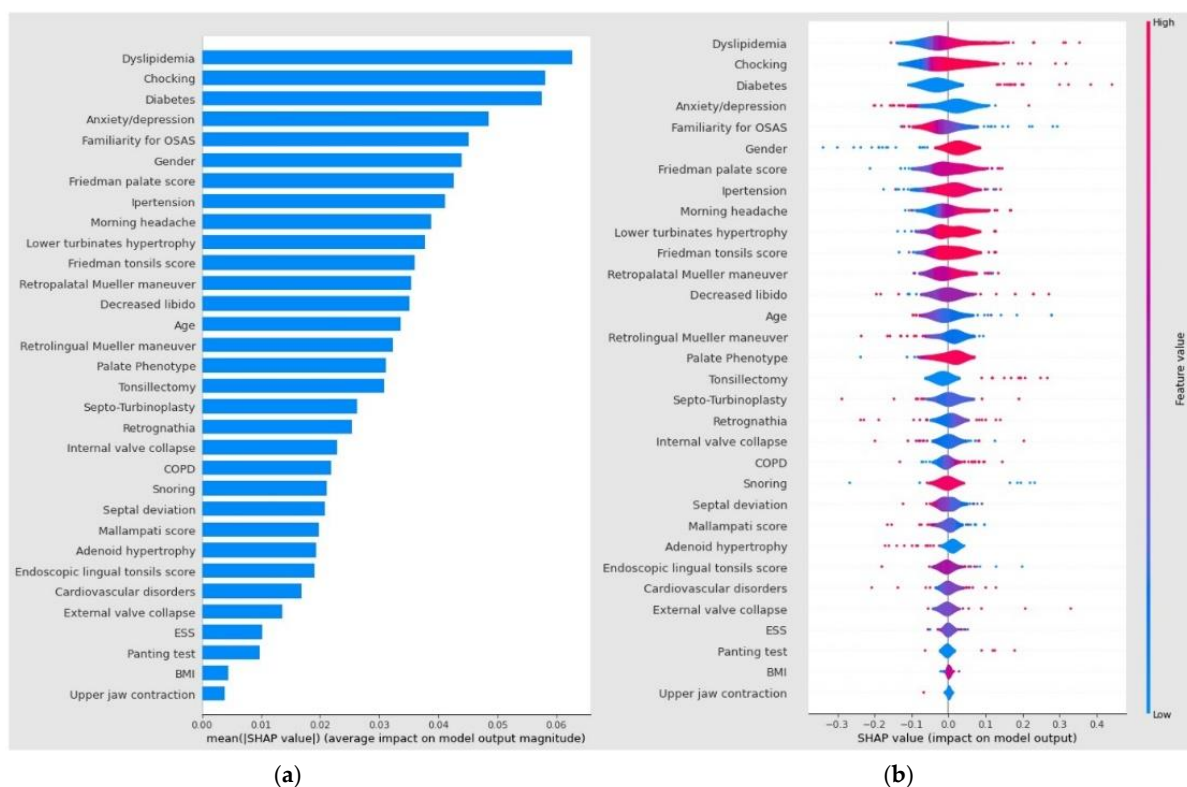 Dyslipidemia
Chocking
Diabetes
Anxiety/depression
Familiarity for OSAS
Gender
Friedman palate score
Ipertension
Morning headache
Lower turbinates hypertrophy
Friedman tonsils score
Retropalatal Mueller maneuver
Decreased libido
Age
Retrolingual Mueller maneuver
Palate Phenotype
Tonsillectomy
Septo-Turbinoplasty
Retrognathia
Internal valve collapse
COPD
Snoring
Septal deviation
Mallampati score
Adenoid hypertrophy
Endoscopic lingual tonsils score
Cardiovascular disorders
External valve collapse
ESS
Panting test
BMI
Upper jaw contraction
0.00 0.01 0.02 0.03 0.04 0.05 0.06
mean(|SHAP value|) (average impact on model output magnitude)
(a)
Dyslipidemia
Chocking
Diabetes
Anxiety/depression
Familiarity for OSAS
Gender
Friedman palate score
Ipertension
Morning headache
Lower turbinates hypertrophy
Friedman tonsils score
Retropalatal Mueller maneuver
Decreased libido
Age
Retrolingual Mueller maneuver
Palate Phenotype
Tonsillectomy
Septo-Turbinoplasty
Retrognathia
Internal valve collapse
COPD
Snoring
Septal deviation
Mallampati score
Adenoid hypertrophy
Endoscopic lingual tonsils score
Cardiovascular disorders
External valve collapse
ESS
Panting test
BMI
Upper jaw contraction
−0.3 −0.2 −0.1 0.0 0.1 0.2 0.3 0.4
SHAP value (impact on model output)
High
Feature value
Low
(b)